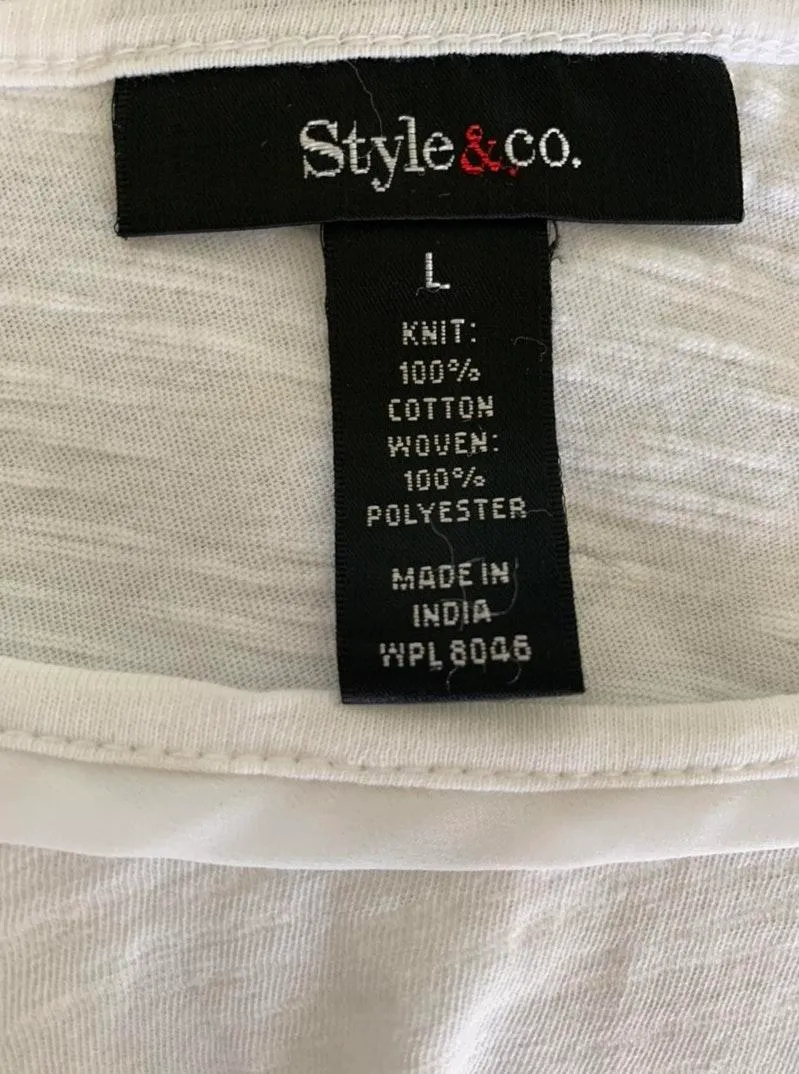 Style&co.
L
KNIT:
100%
COTTON
WOVEN:
100%
POLYESTER
MADE IN
INDIA
WPL 8046